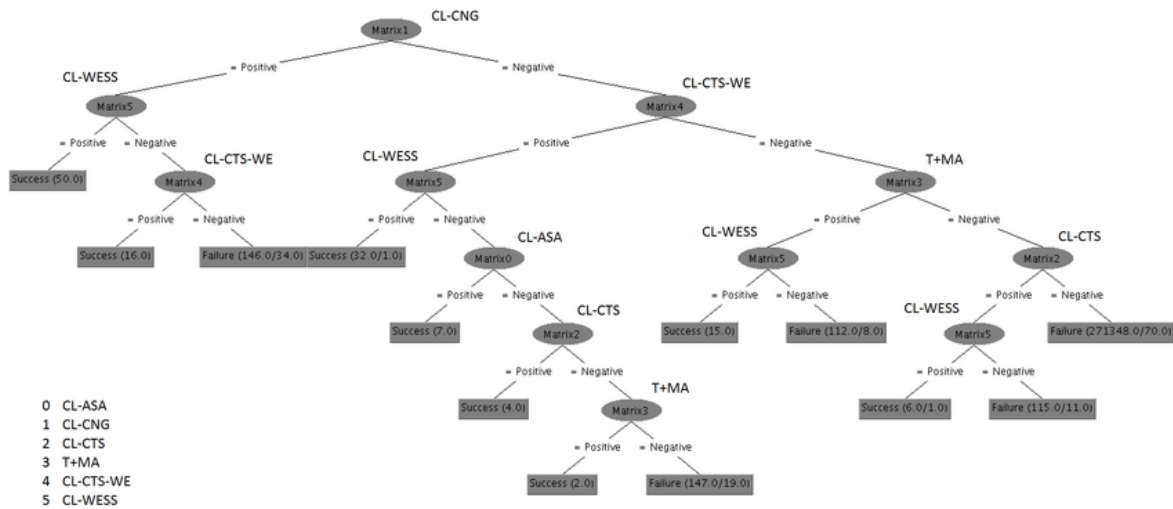 CL-CNG
Matrix1
= Positive
= Negative
CL-WESS
CL-CTS-WE
Matrix5
Matrix4
= Positive
= Negative
= Positive
= Negative
CL-CTS-WE
CL-WESS
T+MA
Success (50.0)
Matrix4
Matrix5
Matrix3
= Positive
= Negative
= Positive
= Negative
= Positive
= Negative
CL-ASA
CL-WESS
CL-CTS
Success (16.0)
Failure (146.0/34.0)
Success (32.0/1.0)
Matrix0
Matrix5
Matrix2
= Positive
= Negative
= Positive
= Negative
= Positive
= Negative
CL-CTS
CL-WESS
Success (7.0)
Matrix2
Success (15.0)
Failure (112.0/8.0)
Matrix5
Failure (271348.0/70.0)
= Positive
= Negative
= Positive
= Negative
T+MA
Success (4.0)
Matrix3
Success (6.0/1.0)
Failure (115.0/11.0)
= Positive
= Negative
Success (2.0)
Failure (147.0/19.0)
0 CL-ASA
1 CL-CNG
2 CL-CTS
3 T+MA
4 CL-CTS-WE
5 CL-WESS